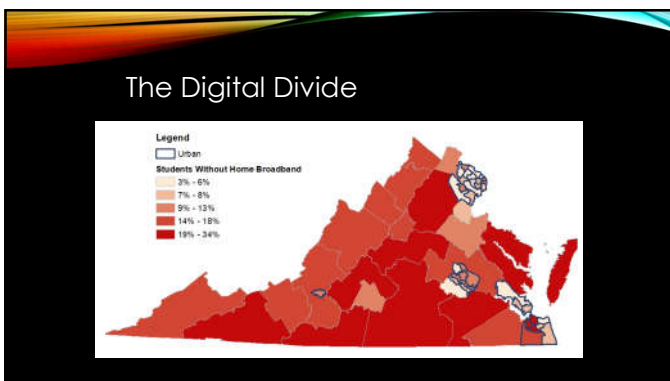 The Digital Divide
Legend
Urban
Students Without Home Broadband
3% - 6%
7% - 8%
9% - 13%
14% - 18%
19% - 34%